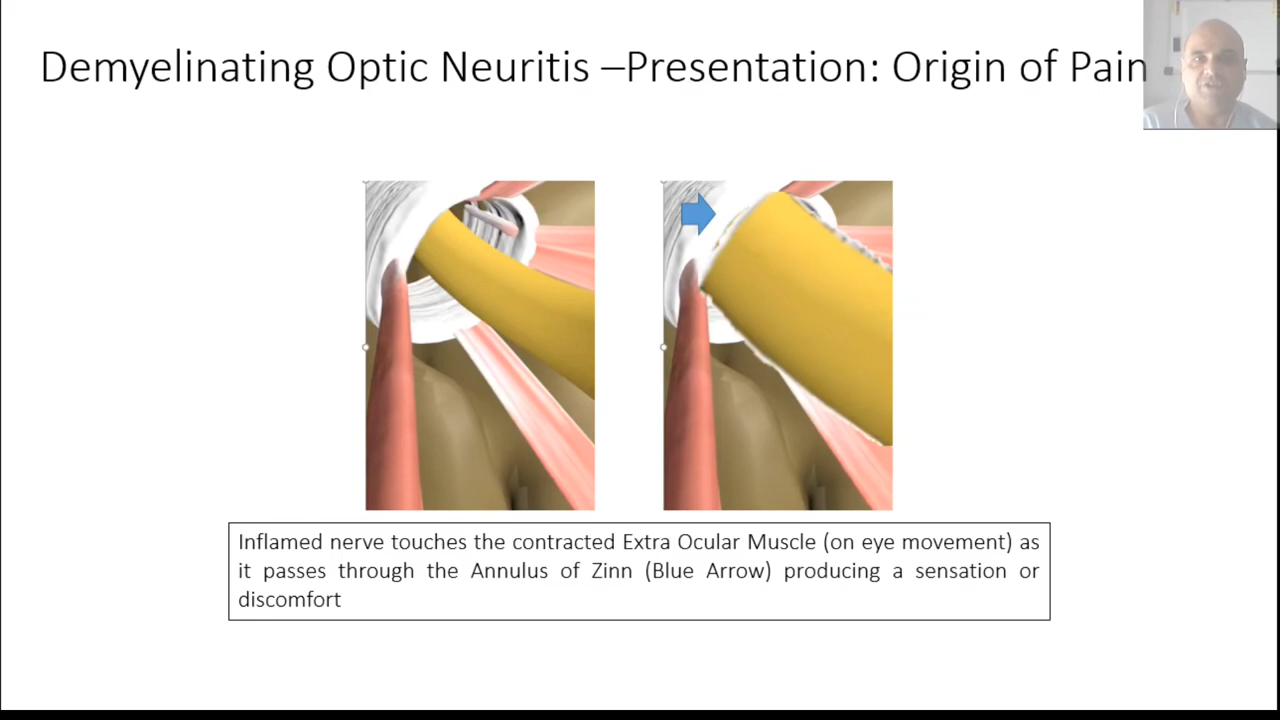 Demyelinating Optic Neuritis –Presentation: Origin of Pain
Inflamed nerve touches the contracted Extra Ocular Muscle (on eye movement) as
it passes through the Annulus of Zinn (Blue Arrow) producing a sensation or
discomfort